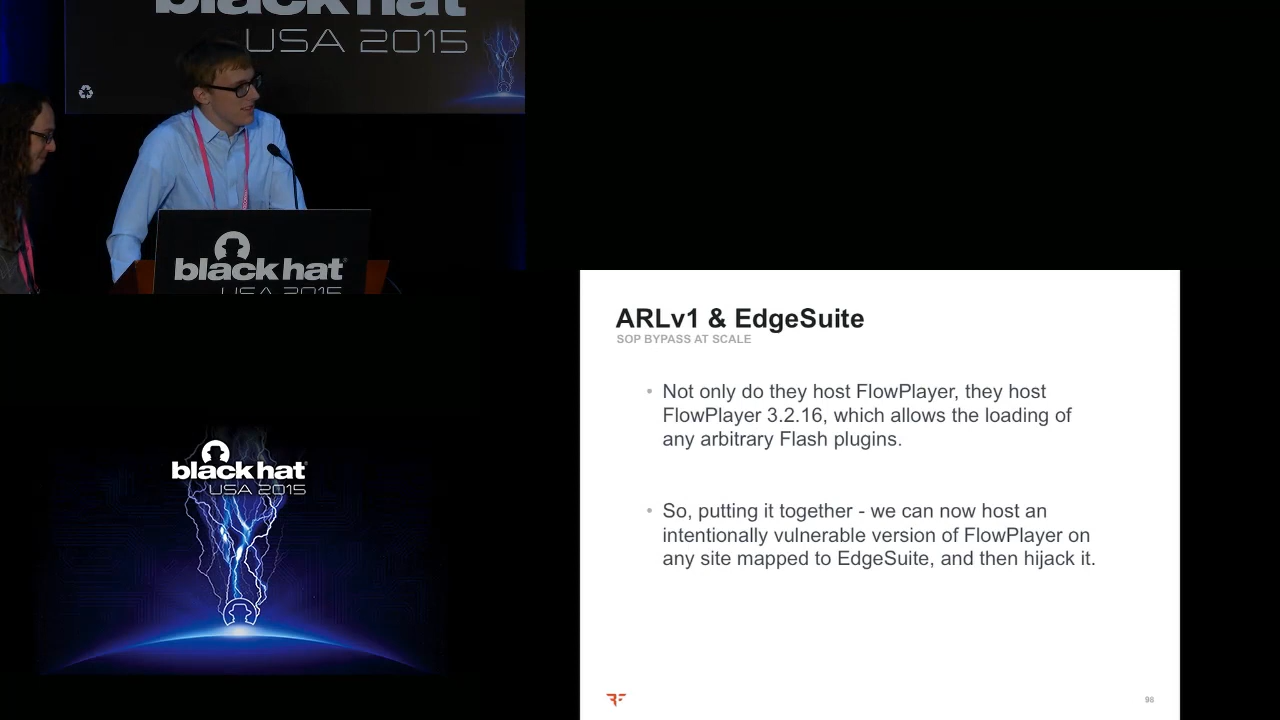 black hat
USA 2015
black hat
USA 2015
ARLv1 & EdgeSuite
SOP BYPASS AT SCALE
• Not only do they host FlowPlayer, they host
FlowPlayer 3.2.16, which allows the loading of
any arbitrary Flash plugins.
• So, putting it together - we can now host an
intentionally vulnerable version of FlowPlayer on
any site mapped to EdgeSuite, and then hijack it.
98
black hat
USA 2015